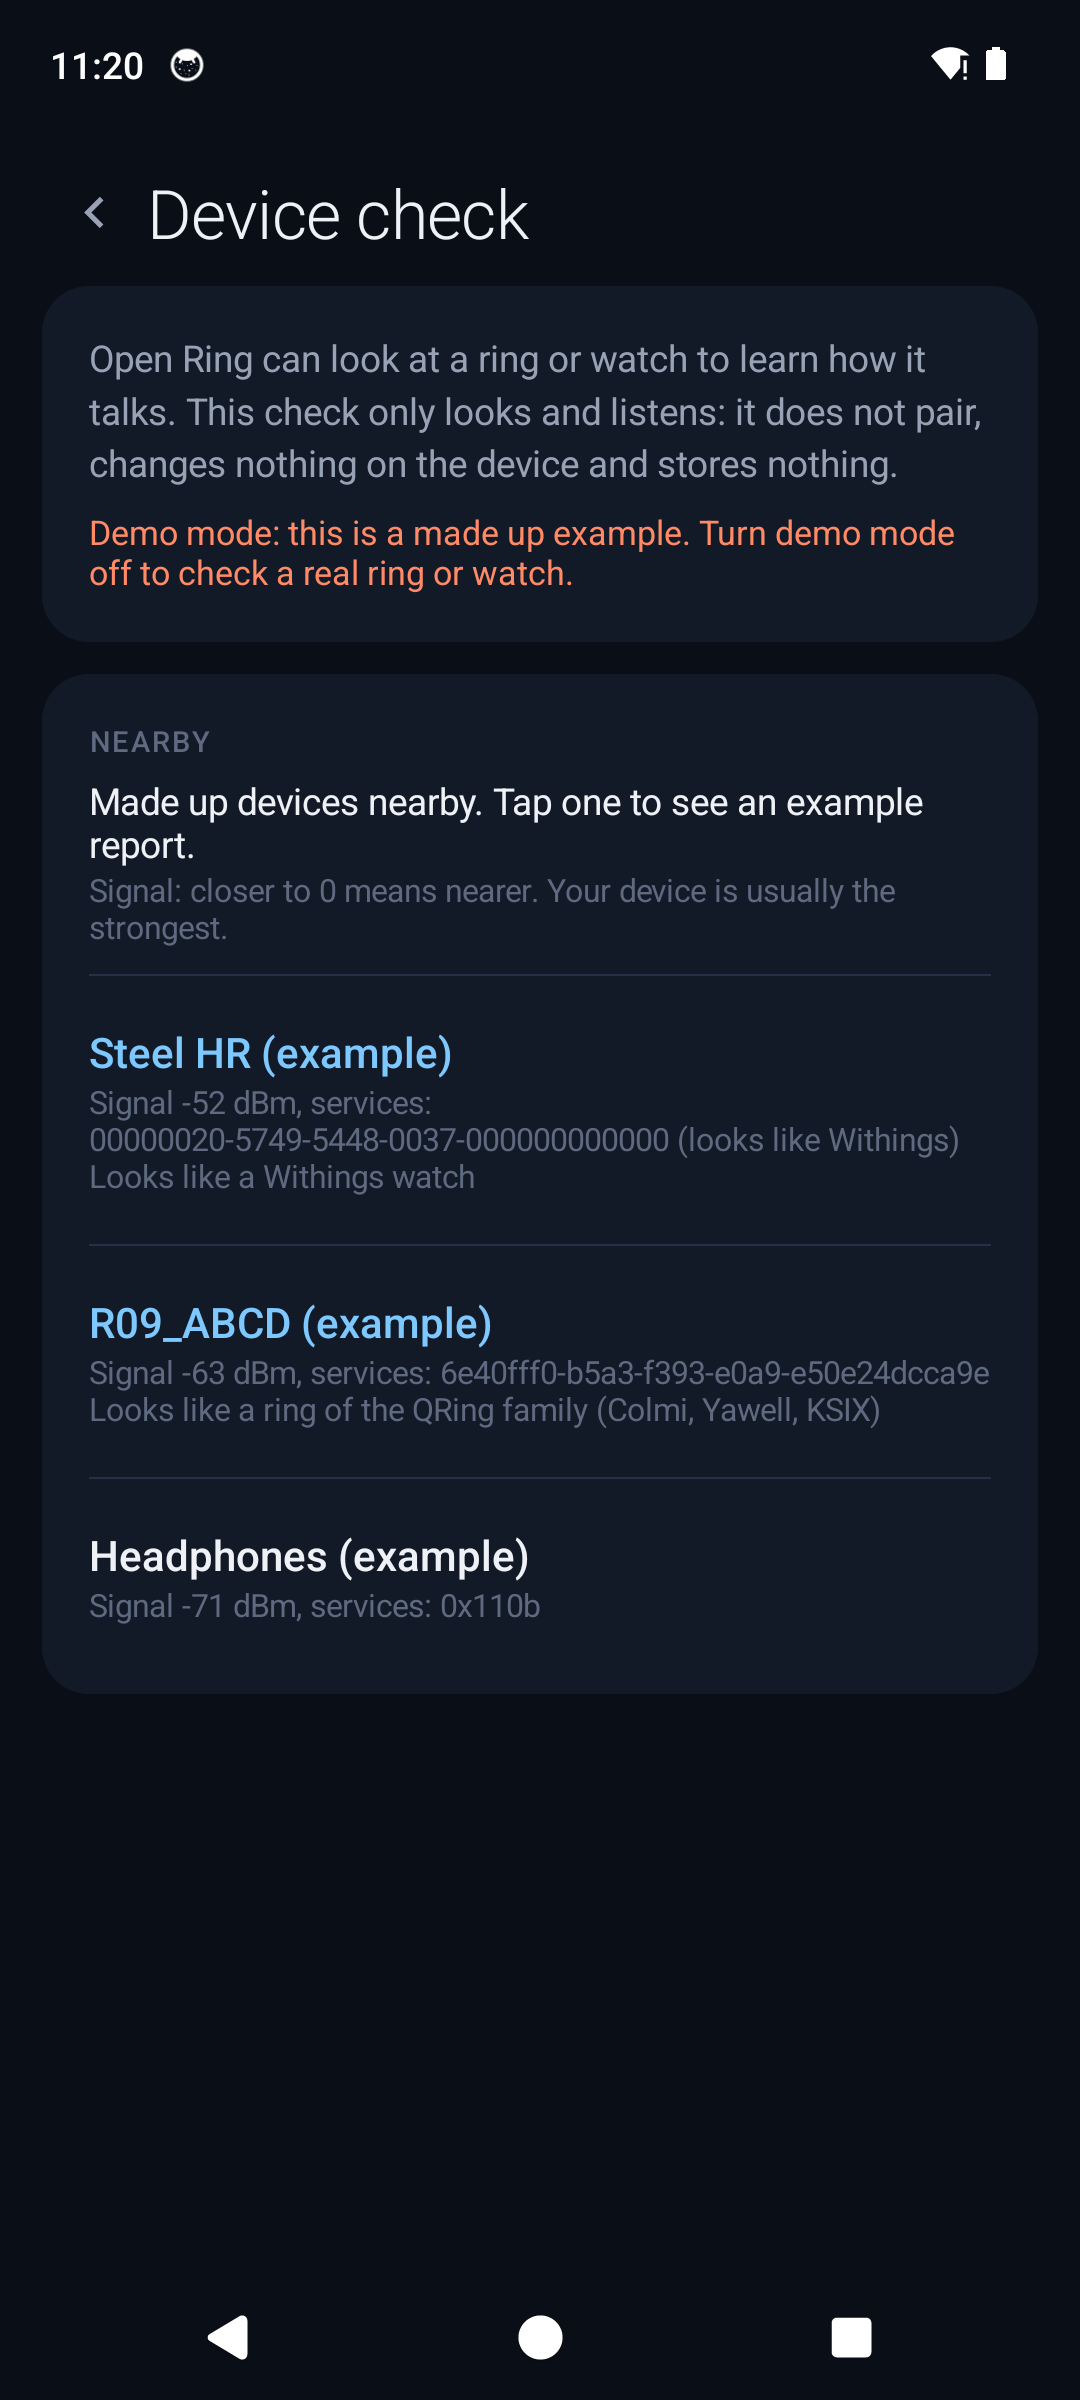 11:20
Device check
Open Ring can look at a ring or watch to learn how it
talks. This check only looks and listens: it does not pair,
changes nothing on the device and stores nothing.
Demo mode: this is a made up example. Turn demo mode
off to check a real ring or watch.
NEARBY
Made up devices nearby. Tap one to see an example
report.
Signal: closer to 0 means nearer. Your device is usually the
strongest.
Steel HR (example)
Signal -52 dBm, services:
00000020-5749-5448-0037-000000000000 (looks like Withings)
Looks like a Withings watch
R09_ABCD (example)
Signal -63 dBm, services: 6e40fff0-b5a3-f393-e0a9-e50e24dcca9e
Looks like a ring of the QRing family (Colmi, Yawell, KSIX)
Headphones (example)
Signal -71 dBm, services: 0x110b